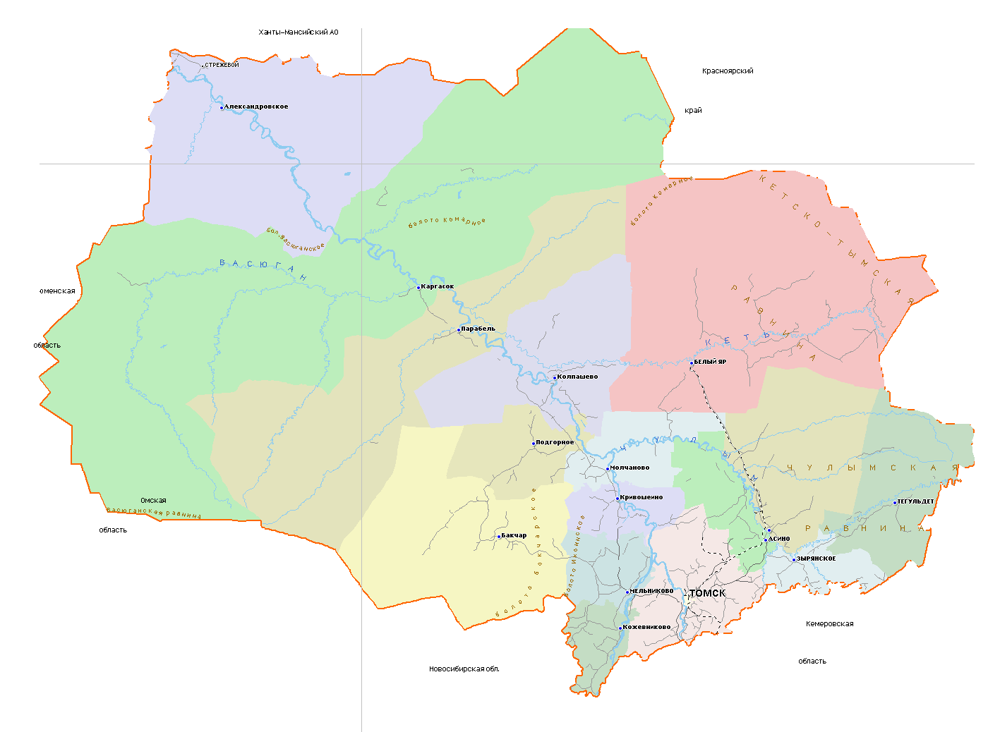 Ханты-Мансийский АО
СТРЕЖЕВОЙ
Красноярский
Александровское
край
КЕТСКО-ТЫМСКАЯ
болото Комарное
болото Комарное
бол.Васюганское
ВАСЮГАН
Каргасок
РАВНИНА
оменская
Парабель
КЕТЬ
область
БЕЛЫЙ ЯР
Колпашево
Подгорное
ЧУЛЫМ
Молчаново
ЧУЛЫМСКАЯ
Кривошеино
ТЕГУЛЬДЕТ
Омская
Васюганская равнина
область
РАВНИНА
Бакчар
АСИНО
ЗЫРЯНСКОЕ
болото Бакчарское
болото Иксинское
МЕЛЬНИКОВО
ТОМСК
Кожевниково
Кемеровская
Новосибирская обл.
область